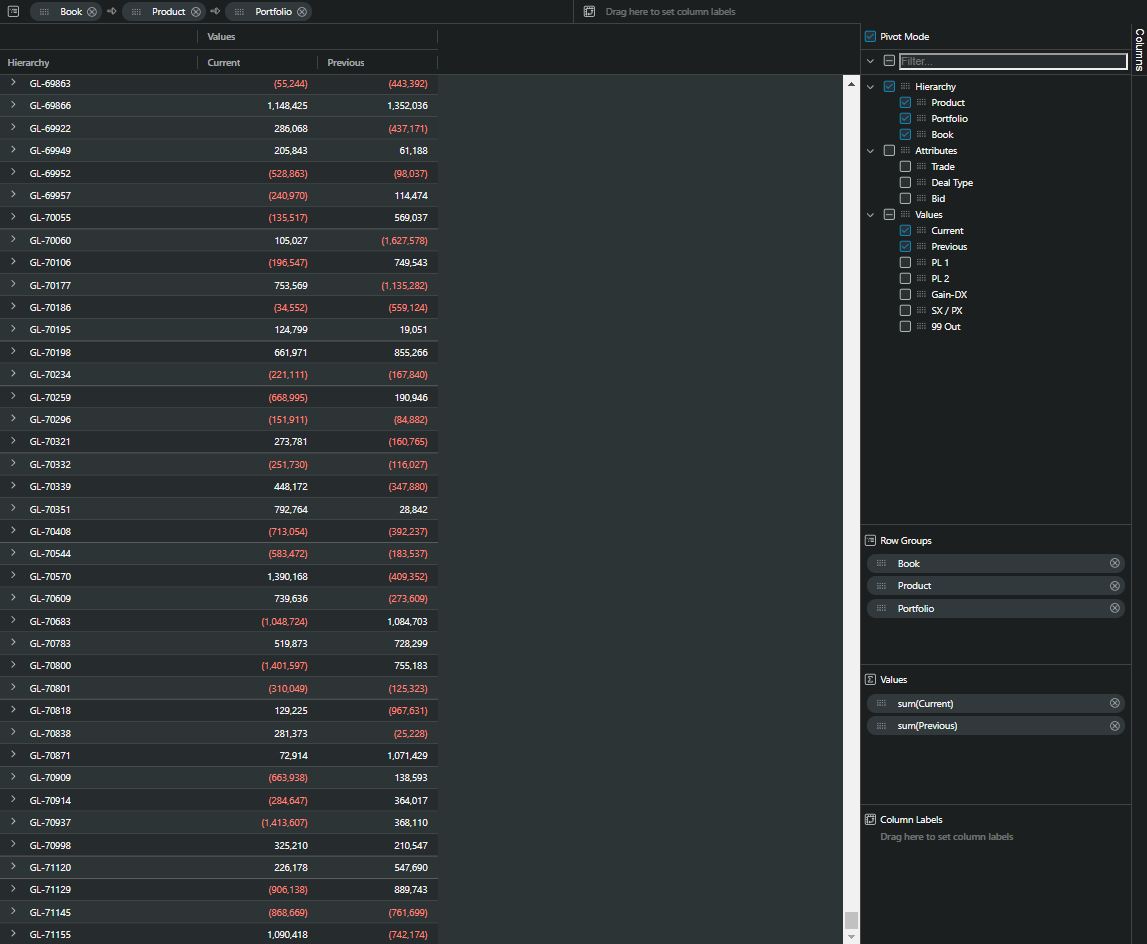 Book Product Portfolio Drag here to set column labels
Values
Hierarchy Current Previous
GL-69863 (55,244) (443,392)
GL-69866 1,148,425 1,352,036
GL-69922 286,068 (437,171)
GL-69949 205,843 61,188
GL-69952 (528,863) (98,037)
GL-69957 (240,970) 114,474
GL-70055 (135,517) 569,037
GL-70060 105,027 (1,627,578)
GL-70106 (196,547) 749,543
GL-70177 753,569 (1,135,282)
GL-70186 (34,552) (559,124)
GL-70195 124,799 19,051
GL-70198 661,971 855,266
GL-70234 (221,111) (167,840)
GL-70259 (668,995) 190,946
GL-70296 (151,911) (84,882)
GL-70321 273,781 (160,765)
GL-70332 (251,730) (116,027)
GL-70339 448,172 (347,880)
GL-70351 792,764 28,842
GL-70408 (713,054) (392,237)
GL-70544 (583,472) (183,537)
GL-70570 1,390,168 (409,352)
GL-70609 739,636 (273,609)
GL-70683 (1,048,724) 1,084,703
GL-70783 519,873 728,299
GL-70800 (1,401,597) 755,183
GL-70801 (310,049) (125,323)
GL-70818 129,225 (967,631)
GL-70838 281,373 (25,228)
GL-70871 72,914 1,071,429
GL-70909 (663,938) 138,593
GL-70914 (284,647) 364,017
GL-70937 (1,413,607) 368,110
GL-70998 325,210 210,547
GL-71120 226,178 547,690
GL-71129 (906,138) 889,743
GL-71145 (868,669) (761,699)
GL-71155 1,090,418 (742,174)
Pivot Mode
Filter...
Hierarchy
Product
Portfolio
Book
Attributes
Trade
Deal Type
Bid
Values
Current
Previous
PL 1
PL 2
Gain-DX
SX / PX
99 Out
Row Groups
Book
Product
Portfolio
Values
sum(Current)
sum(Previous)
Column Labels
Drag here to set column labels
Columns